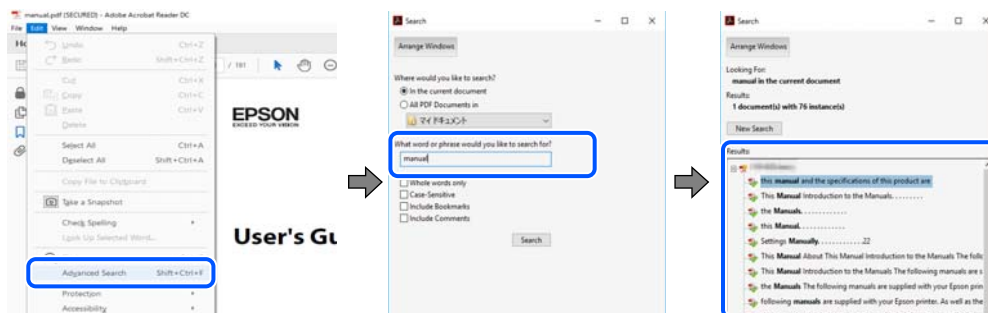 manual.pdf (SECURED) - Adobe Acrobat Reader DC
File Edit View Window Help
Undo Ctrl+Z
Redo Shift+Ctrl+Z
Cut Ctrl+X
Copy Ctrl+C
Paste Ctrl+V
Delete
Select All Ctrl+A
Deselect All Shift+Ctrl+A
Copy File to Clipboard
Take a Snapshot
Check Spelling
Look Up Selected Word...
Advanced Search Shift+Ctrl+F
Protection
Accessibility
/ 191
EPSON
EXCEED YOUR VISION
User's Gu
Search
Arrange Windows
Where would you like to search?
In the current document
All PDF Documents in
マイ ドキュメント
What word or phrase would you like to search for?
manual
Whole words only
Case-Sensitive
Include Bookmarks
Include Comments
Search
Search
Arrange Windows
Looking For:
manual in the current document
Results:
1 document(s) with 76 instance(s)
New Search
Results:
this manual and the specifications of this product are
This Manual Introduction to the Manuals. . . . . . . .
the Manuals. . . . . . . . . . . .
this Manual. . . . . . . . . . . .
Settings Manually. . . . . . . . . . . .22
This Manual About This Manual Introduction to the Manuals The follo
This Manual Introduction to the Manuals The following manuals are s
the Manuals The following manuals are supplied with your Epson prin
following manuals are supplied with your Epson printer. As well as the